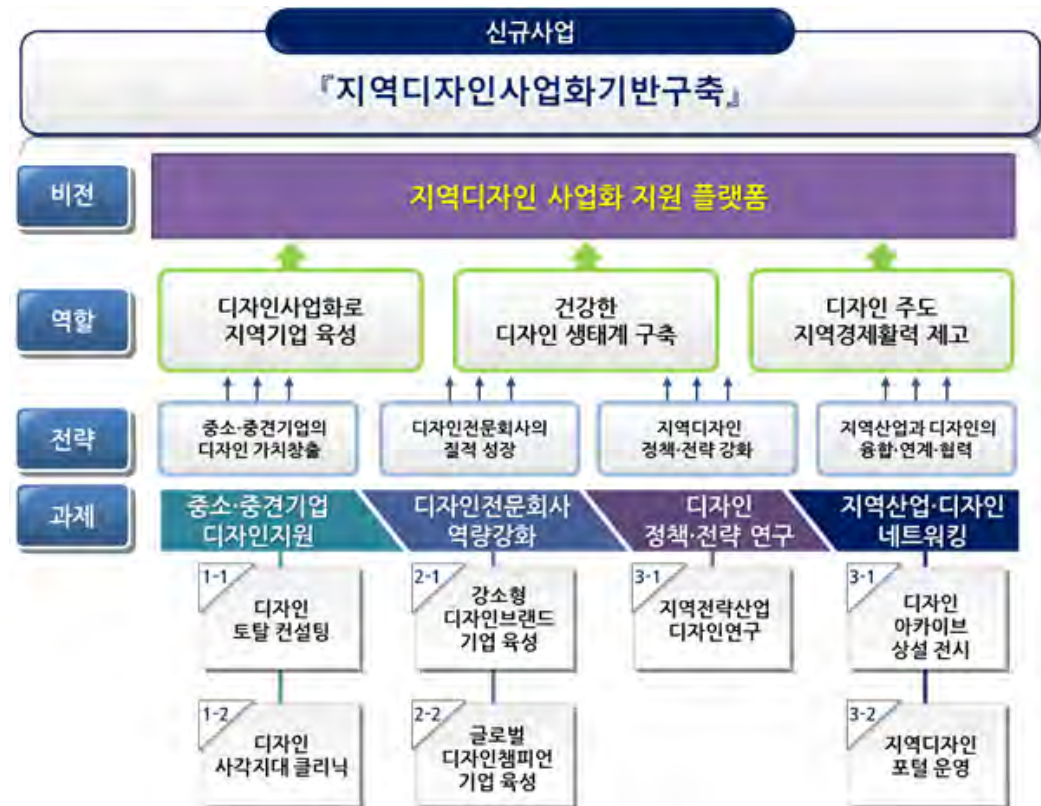 신규사업
『지역디자인사업화기반구축』
비전
지역디자인 사업화 지원 플랫폼
역할
디자인사업화로
지역기업 육성
건강한
디자인 생태계 구축
디자인 주도
지역경제활력 제고
전략
중소·중견기업의
디자인 가치창출
디자인전문회사의
질적 성장
지역디자인
정책·전략 강화
지역산업과 디자인의
융합·연계·협력
과제
중소·중견기업
디자인지원
디자인전문회사
역량강화
디자인
정책·전략 연구
지역산업·디자인
네트워킹
1-1
디자인
토탈 컨설팅
2-1
강소형
디자인브랜드
기업 육성
3-1
지역전략산업
디자인연구
3-1
디자인
아카이브
상설 전시
1-2
디자인
사각지대 클리닉
2-2
글로벌
디자인챔피언
기업 육성
3-2
지역디자인
포털 운영